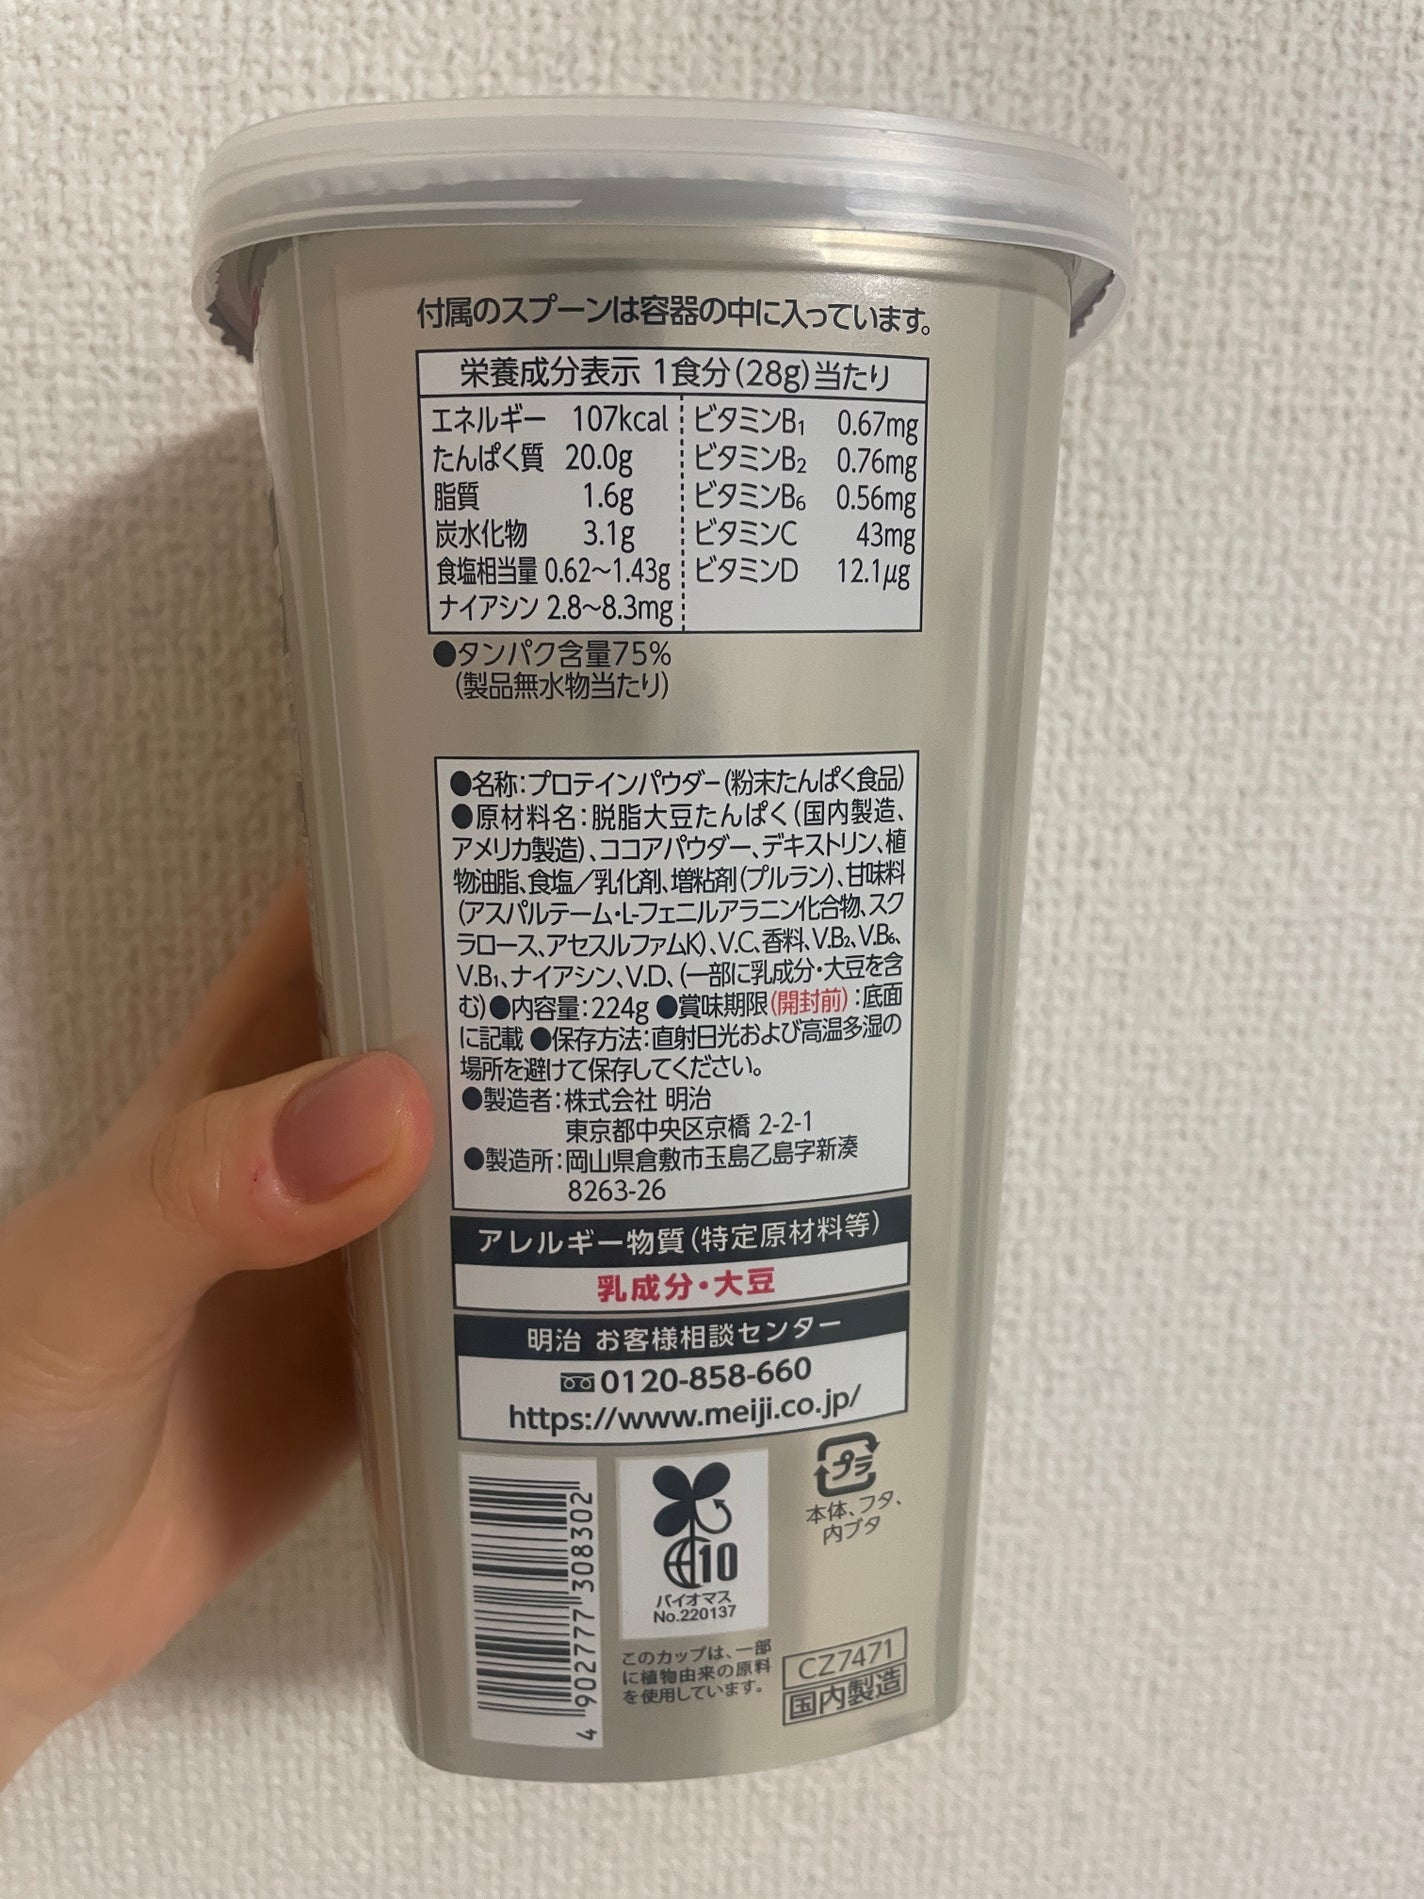 付属のスプーンは容器の中に入っています。
栄養成分表示 1食分(28g)当たり
エネルギー 107kcal
たんぱく質 20.0g
脂質 1.6g
炭水化物 3.1g
食塩相当量 0.62～1.43g
ナイアシン 2.8～8.3mg
ビタミンB1 0.67mg
ビタミンB2 0.76mg
ビタミンB6 0.56mg
ビタミンC 43mg
ビタミンD 12.1μg
●タンパク含量75%
(製品無水物当たり)
●名称:プロテインパウダー(粉末たんぱく食品)
●原材料名:脱脂大豆たんぱく(国内製造、
アメリカ製造)、ココアパウダー、デキストリン、植
物油脂、食塩／乳化剤、増粘剤(プルラン)、甘味料
(アスパルテーム・L-フェニルアラニン化合物、スク
ラロース、アセスルファムK)、V.C、香料、V.B2、V.B6、
V.B1、ナイアシン、V.D、(一部に乳成分・大豆を含
む)●内容量:224g ●賞味期限(開封前):底面
に記載 ●保存方法:直射日光および高温多湿の
場所を避けて保存してください。
●製造者:株式会社 明治
東京都中央区京橋 2-2-1
●製造所:岡山県倉敷市玉島乙島字新湊
8263-26
アレルギー物質(特定原材料等)
乳成分・大豆
明治 お客様相談センター
0120-858-660
https://www.meiji.co.jp/
4 902777 308302
10
バイオマス
No.220137
このカップは、一部
に植物由来の原料
を使用しています。
プラ
本体、フタ、
内ブタ
CZ7471
国内製造